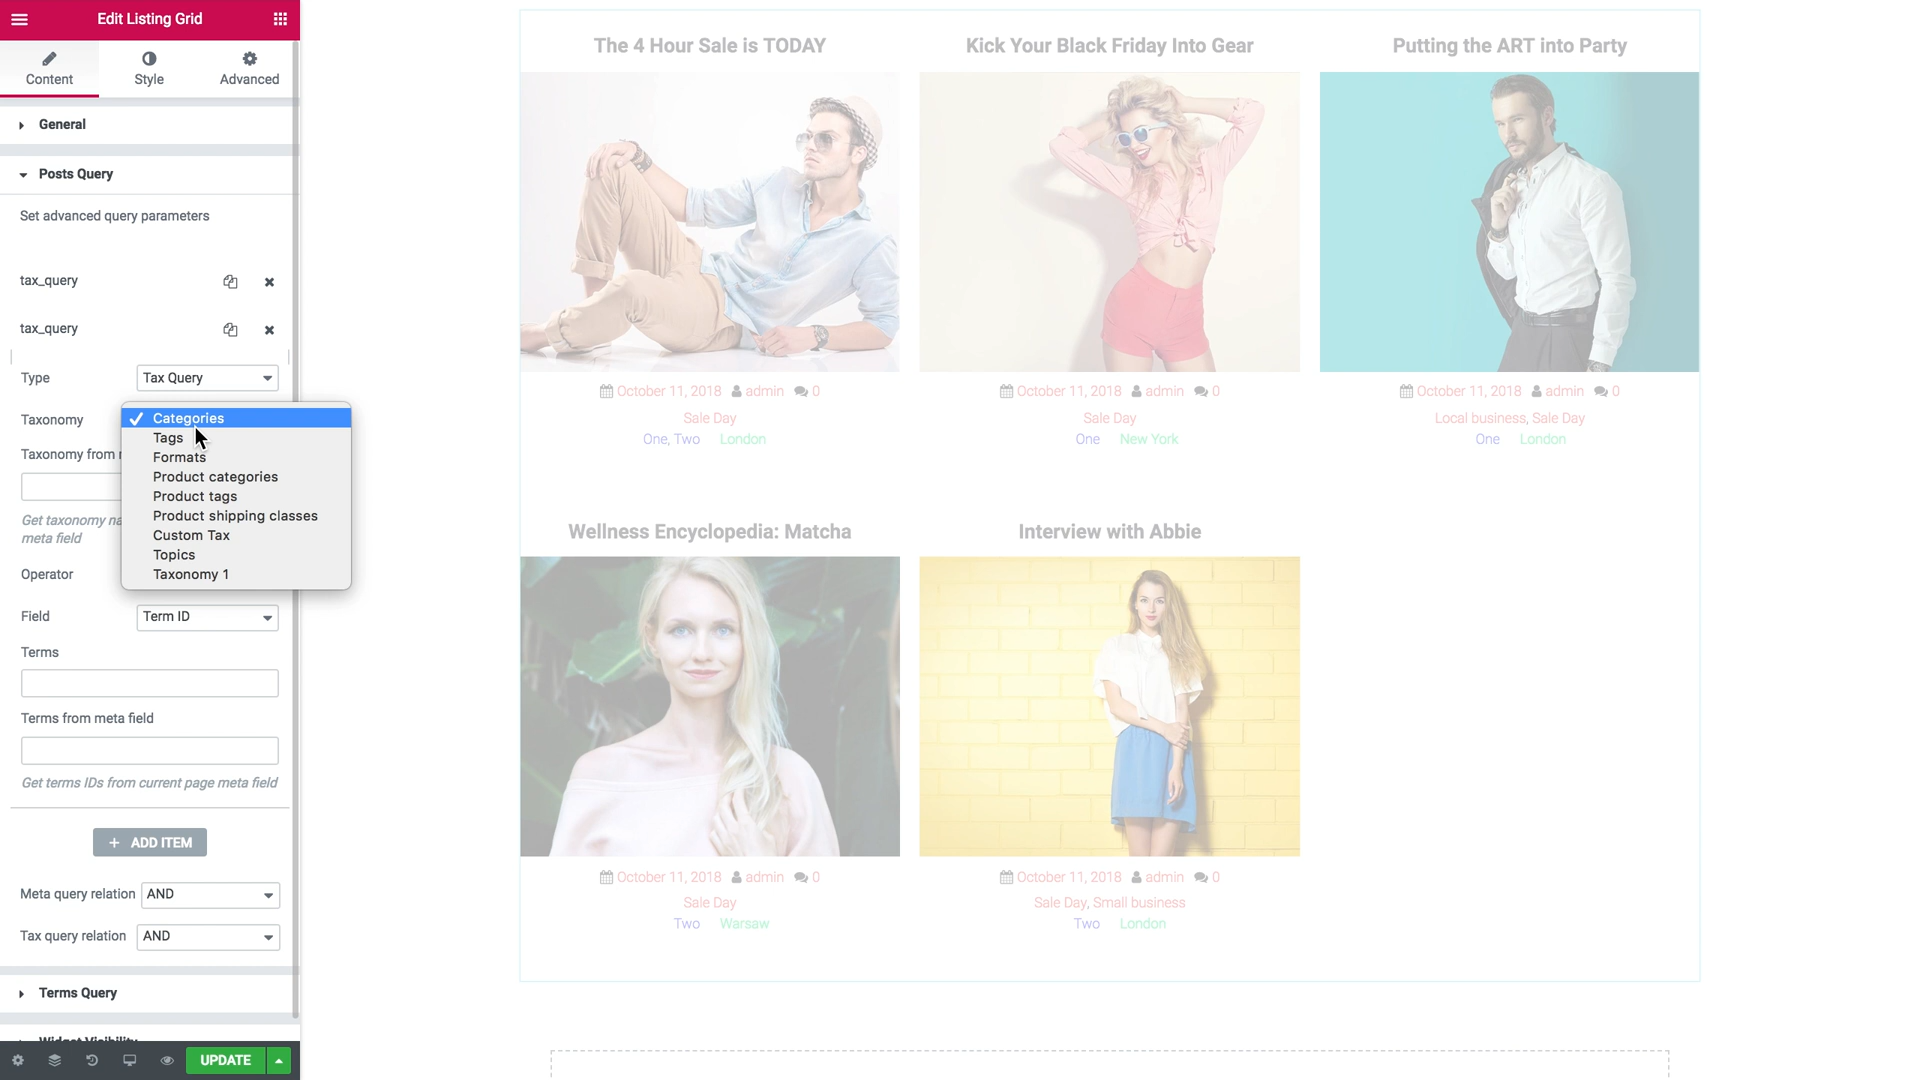 Edit Listing Grid
Content
Style
Advanced
General
Posts Query
Set advanced query parameters
tax_query
tax_query
Type
Tax Query
Taxonomy
Categories
Tags
Formats
Product categories
Product tags
Product shipping classes
Custom Tax
Topics
Taxonomy 1
Taxonomy from
Get taxonomy na
meta field
Operator
Field
Term ID
Terms
Terms from meta field
Get terms IDs from current page meta field
ADD ITEM
Meta query relation
AND
Tax query relation
AND
Terms Query
Widget Visibility
UPDATE
The 4 Hour Sale is TODAY
October 11, 2018 admin 0
Sale Day
One, Two London
Kick Your Black Friday Into Gear
October 11, 2018 admin 0
Sale Day
One New York
Putting the ART into Party
October 11, 2018 admin 0
Local business, Sale Day
One London
Wellness Encyclopedia: Matcha
October 11, 2018 admin 0
Sale Day
Two Warsaw
Interview with Abbie
October 11, 2018 admin 0
Sale Day, Small business
Two London